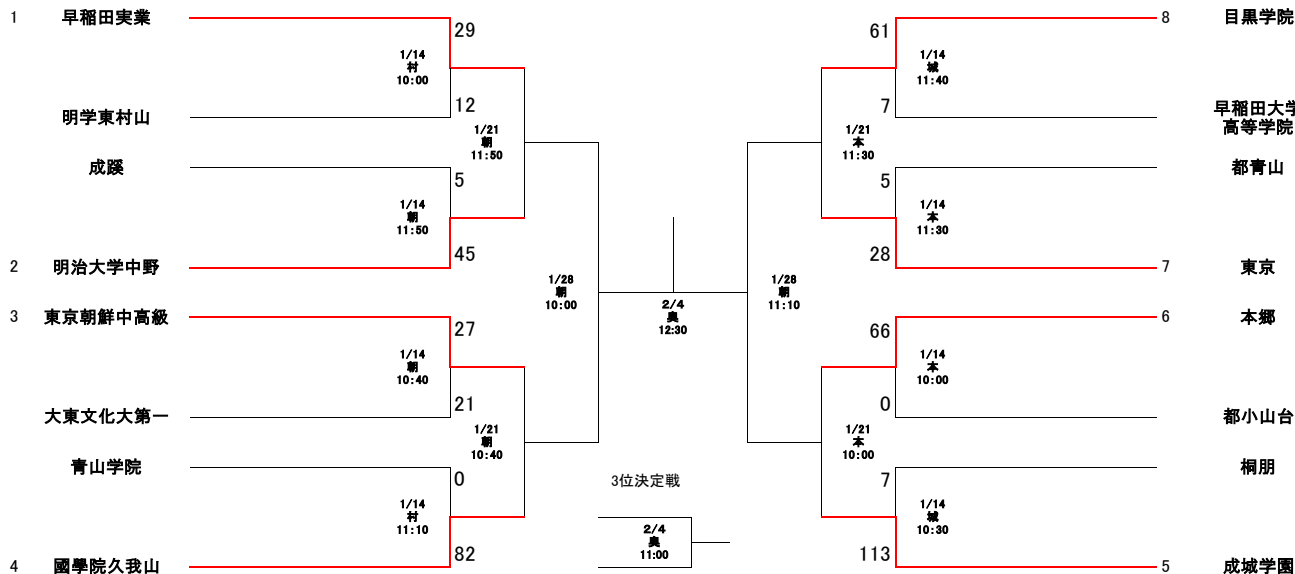 1 早稲田実業
29
1/14
村
10:00
12
明学東村山
1/21
朝
11:50
成蹊
5
1/14
朝
11:50
45
2 明治大学中野
1/28
朝
10:00
3 東京朝鮮中高級
27
1/14
朝
10:40
21
大東文化大第一
1/21
朝
10:40
青山学院
0
1/14
村
11:10
82
4 國學院久我山
2/4
奥
12:30
3位決定戦
2/4
奥
11:00
8 目黒学院
61
1/14
城
11:40
7
早稲田大学
高等学院
1/21
本
11:30
都青山
5
1/14
本
11:30
28
7 東京
1/28
朝
11:10
6 本郷
66
1/14
本
10:00
0
都小山台
1/21
本
10:00
桐朋
7
1/14
城
10:30
113
5 成城学園